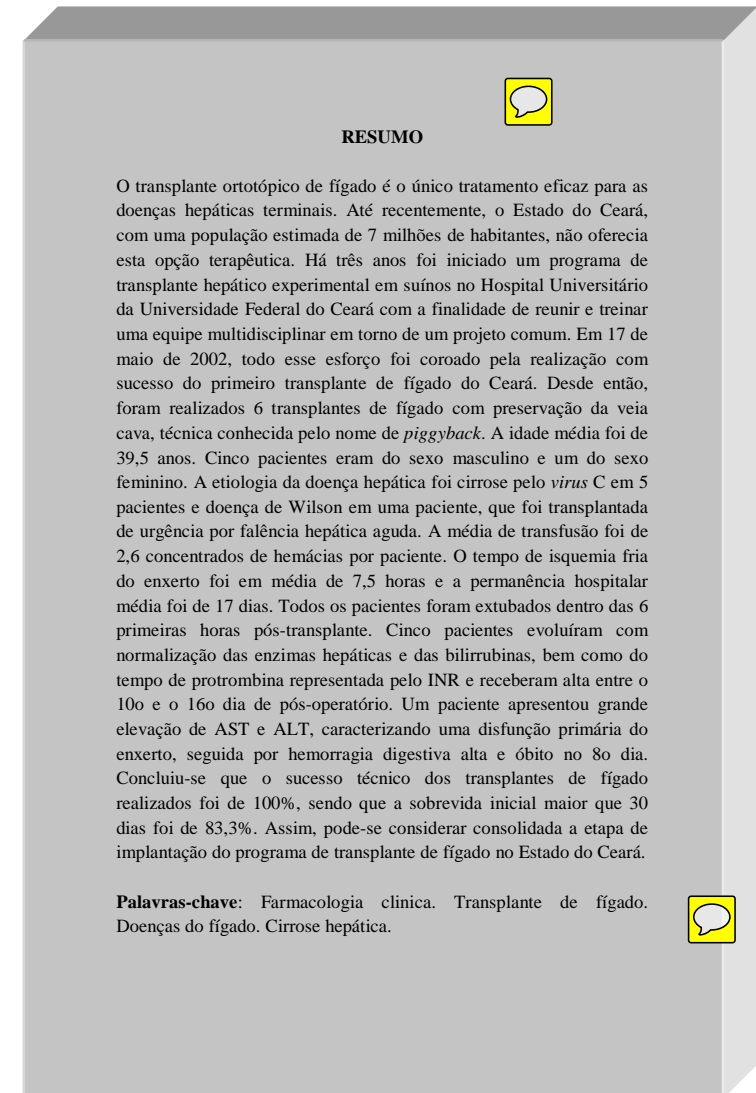 RESUMO
O transplante ortotópico de fígado é o único tratamento eficaz para as
doenças hepáticas terminais. Até recentemente, o Estado do Ceará,
com uma população estimada de 7 milhões de habitantes, não oferecia
esta opção terapêutica. Há três anos foi iniciado um programa de
transplante hepático experimental em suínos no Hospital Universitário
da Universidade Federal do Ceará com a finalidade de reunir e treinar
uma equipe multidisciplinar em torno de um projeto comum. Em 17 de
maio de 2002, todo esse esforço foi coroado pela realização com
sucesso do primeiro transplante de fígado do Ceará. Desde então,
foram realizados 6 transplantes de fígado com preservação da veia
cava, técnica conhecida pelo nome de piggyback. A idade média foi de
39,5 anos. Cinco pacientes eram do sexo masculino e um do sexo
feminino. A etiologia da doença hepática foi cirrose pelo virus C em 5
pacientes e doença de Wilson em uma paciente, que foi transplantada
de urgência por falência hepática aguda. A média de transfusão foi de
2,6 concentrados de hemácias por paciente. O tempo de isquemia fria
do enxerto foi em média de 7,5 horas e a permanência hospitalar
média foi de 17 dias. Todos os pacientes foram extubados dentro das 6
primeiras horas pós-transplante. Cinco pacientes evoluíram com
normalização das enzimas hepáticas e das bilirrubinas, bem como do
tempo de protrombina representada pelo INR e receberam alta entre o
10o e o 16o dia de pós-operatório. Um paciente apresentou grande
elevação de AST e ALT, caracterizando uma disfunção primária do
enxerto, seguida por hemorragia digestiva alta e óbito no 8o dia.
Concluiu-se que o sucesso técnico dos transplantes de fígado
realizados foi de 100%, sendo que a sobrevida inicial maior que 30
dias foi de 83,3%. Assim, pode-se considerar consolidada a etapa de
implantação do programa de transplante de fígado no Estado do Ceará.
Palavras-chave: Farmacologia clinica. Transplante de fígado.
Doenças do fígado. Cirrose hepática.